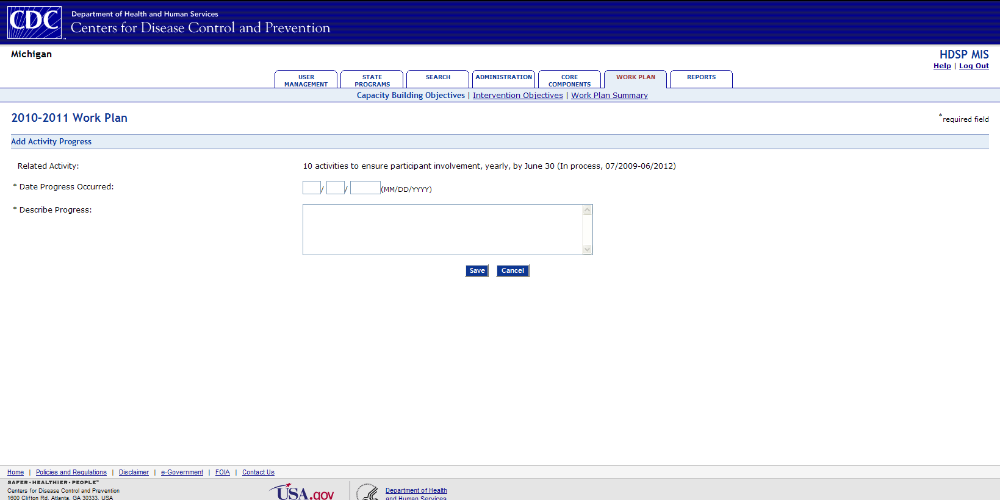 CDC
™
Department of Health and Human Services
Centers for Disease Control and Prevention
Michigan
HDSP MIS
Help | Log Out
USER MANAGEMENT
STATE PROGRAMS
SEARCH
ADMINISTRATION
CORE COMPONENTS
WORK PLAN
REPORTS
Capacity Building Objectives | Intervention Objectives | Work Plan Summary
2010-2011 Work Plan
*required field
Add Activity Progress
Related Activity: 10 activities to ensure participant involvement, yearly, by June 30 (In process, 07/2009-06/2012)
* Date Progress Occurred: / / (MM/DD/YYYY)
* Describe Progress:
Save Cancel
Home | Policies and Regulations | Disclaimer | e-Government | FOIA | Contact Us
SAFER•HEALTHIER•PEOPLE™
Centers for Disease Control and Prevention
1600 Clifton Rd. Atlanta, GA 30333, USA
USA.gov
Department of Health
and Human Services